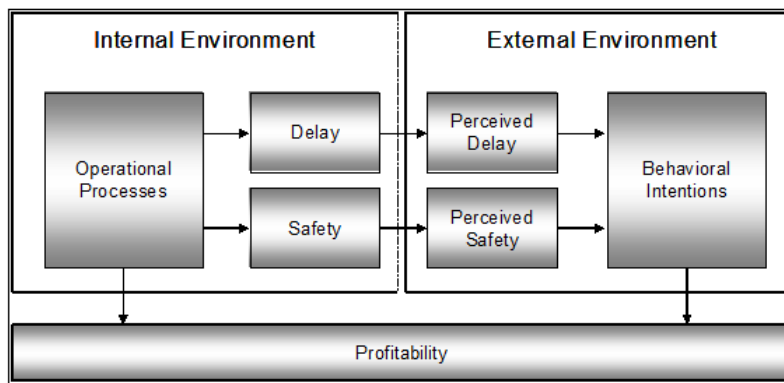 Internal Environment
External Environment
Operational
Processes
Delay
Safety
Perceived
Delay
Perceived
Safety
Behavioral
Intentions
Profitability